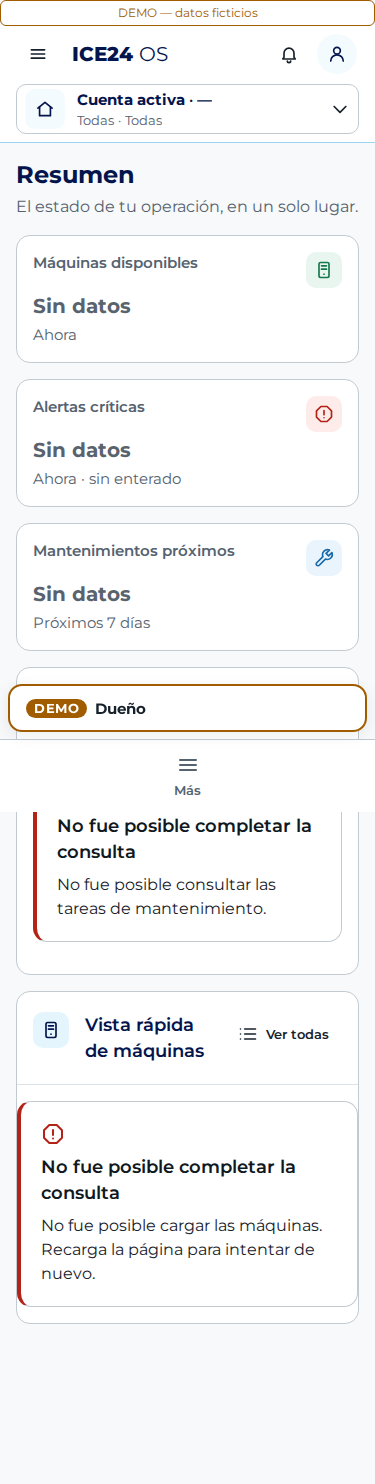 DEMO — datos ficticios
ICE24 OS
Cuenta activa · —
Todas · Todas
Resumen
El estado de tu operación, en un solo lugar.
Máquinas disponibles
Sin datos
Ahora
Alertas críticas
Sin datos
Ahora · sin enterado
Mantenimientos próximos
Sin datos
Próximos 7 días
DEMO Dueño
Más
No fue posible completar la
consulta
No fue posible consultar las
tareas de mantenimiento.
Vista rápida
de máquinas
Ver todas
No fue posible completar la
consulta
No fue posible cargar las máquinas.
Recarga la página para intentar de
nuevo.